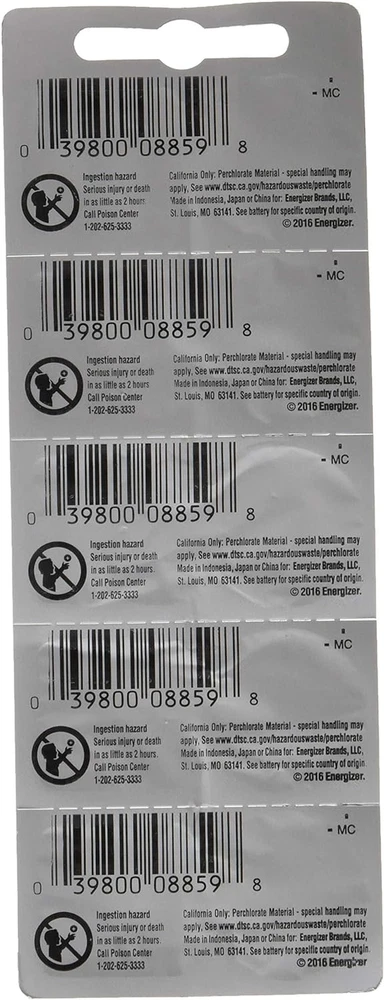 - MC
0 39800 08859 8
Ingestion hazard
Serious injury or death
in as little as 2 hours
Call Poison Center
1-202-625-3333
California Only: Perchlorate Material - special handling may
apply. See www.dtsc.ca.gov/hazardouswaste/perchlorate
Made in Indonesia, Japan or China for: Energizer Brands, LLC,
St. Louis, MO 63141. See battery for specific country of origin.
© 2016 Energizer.
- MC
0 39800 08859 8
Ingestion hazard
Serious injury or death
in as little as 2 hours.
Call Poison Center
1-202-625-3333
California Only: Perchlorate Material - special handling may
apply. See www.dtsc.ca.gov/hazardouswaste/perchlorate
Made in Indonesia, Japan or China for: Energizer Brands, LLC,
St. Louis, MO 63141. See battery for specific country of origin.
© 2016 Energizer.
- MC
0 39800 08859 8
Ingestion hazard
Serious injury or death
in as little as 2 hours.
Call Poison Center
1-202-625-3333
California Only: Perchlorate Material - special handling may
apply. See www.dtsc.ca.gov/hazardouswaste/perchlorate
Made in Indonesia, Japan or China for: Energizer Brands, LLC,
St. Louis, MO 63141. See battery for specific country of origin.
© 2016 Energizer.
- MC
0 39800 08859 8
Ingestion hazard
Serious injury or death
in as little as 2 hours.
Call Poison Center
1-202-625-3333
California Only: Perchlorate Material - special handling may
apply. See www.dtsc.ca.gov/hazardouswaste/perchlorate
Made in Indonesia, Japan or China for: Energizer Brands, LLC,
St. Louis, MO 63141. See battery for specific country of origin
© 2016 Energizer.
- MC
0 39800 08859 8
Ingestion hazard
Serious injury or death
in as little as 2 hours.
Call Poison Center
1-202-625-3333
California Only: Perchlorate Material - special handling may
apply. See www.dtsc.ca.gov/hazardouswaste/perchlorate
Made in Indonesia, Japan or China for: Energizer Brands, LLC,
St. Louis, MO 63141. See battery for specific country of origin.
© 2016 Energizer